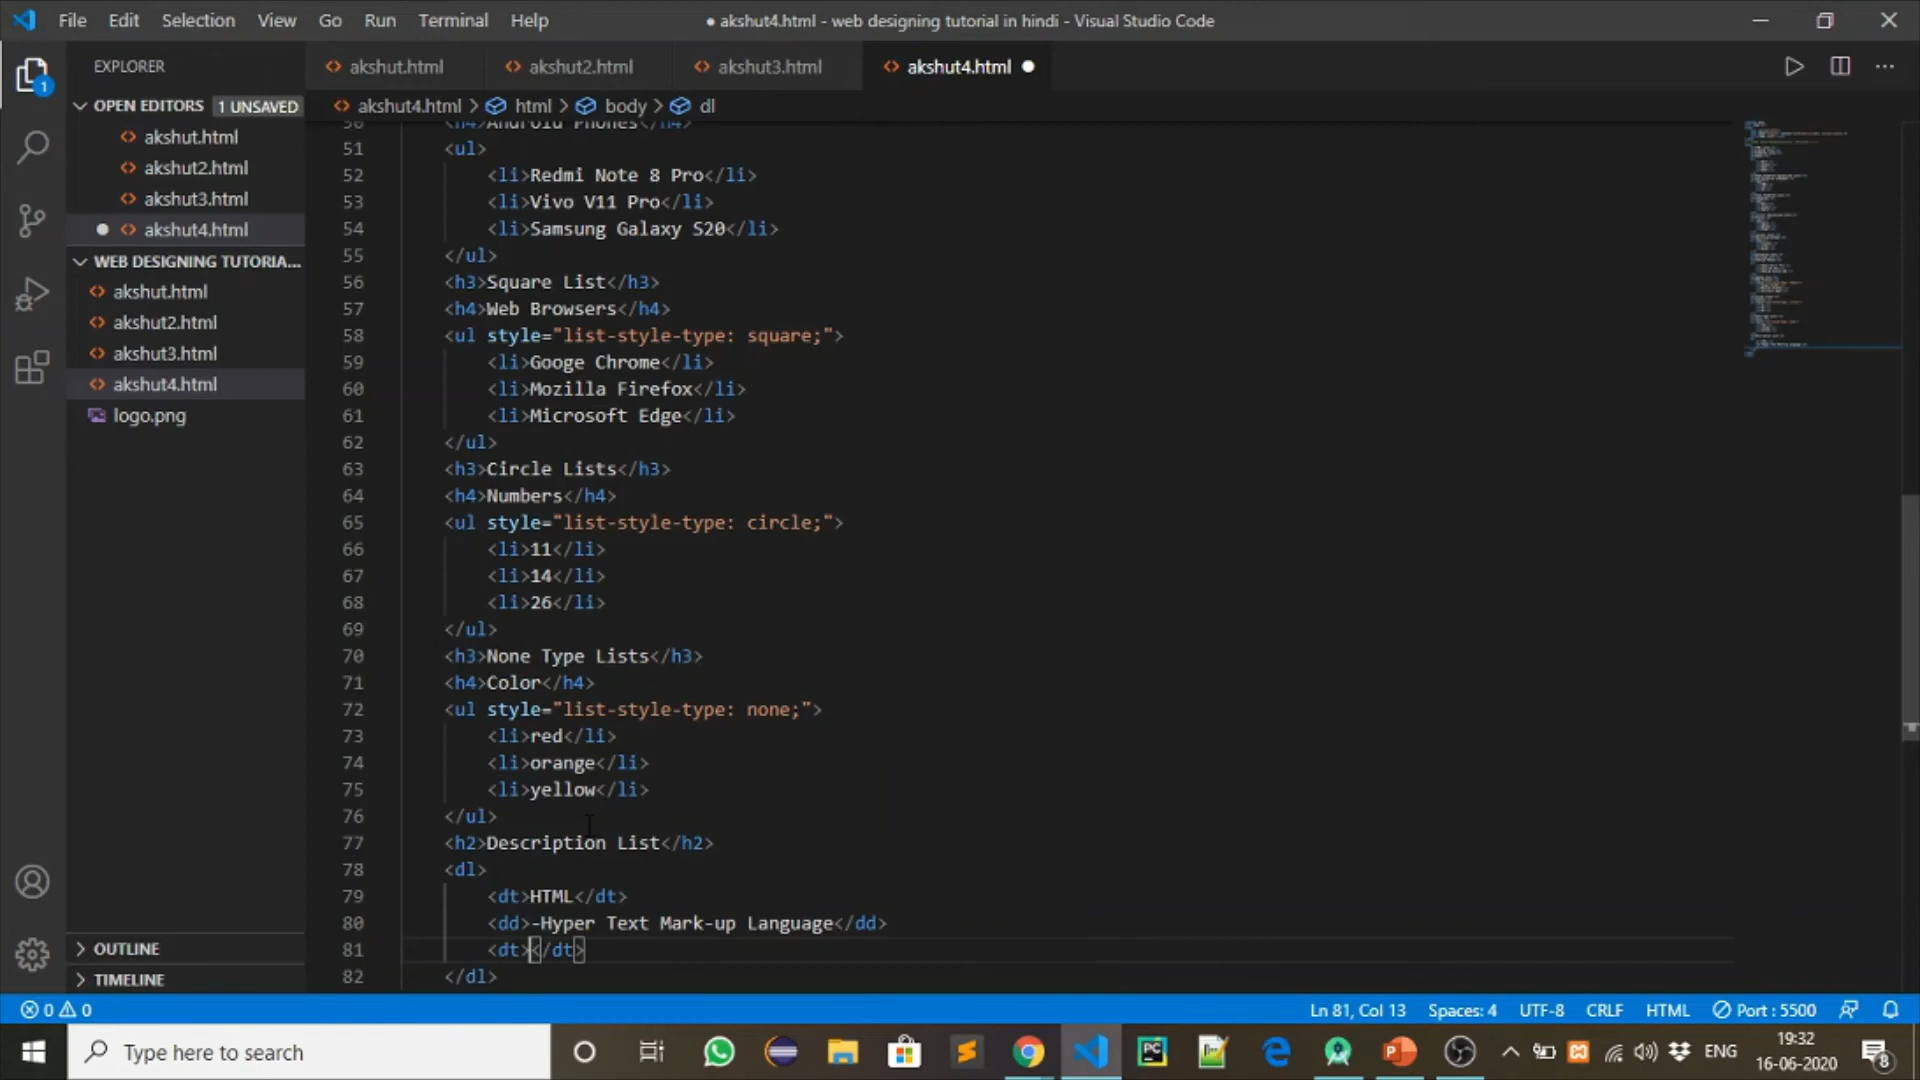 File Edit Selection View Go Run Terminal Help
● akshut4.html - web designing tutorial in hindi - Visual Studio Code
EXPLORER
OPEN EDITORS 1 UNSAVED
akshut.html
akshut2.html
akshut3.html
akshut4.html
WEB DESIGNING TUTORIA...
akshut.html
akshut2.html
akshut3.html
akshut4.html
logo.png
OUTLINE
TIMELINE
akshut.html akshut2.html akshut3.html akshut4.html
akshut4.html > html > body > dl
50 <h4>Android Phones</h4>
51 <ul>
52 <li>Redmi Note 8 Pro</li>
53 <li>Vivo V11 Pro</li>
54 <li>Samsung Galaxy S20</li>
55 </ul>
56 <h3>Square List</h3>
57 <h4>Web Browsers</h4>
58 <ul style="list-style-type: square;">
59 <li>Googe Chrome</li>
60 <li>Mozilla Firefox</li>
61 <li>Microsoft Edge</li>
62 </ul>
63 <h3>Circle Lists</h3>
64 <h4>Numbers</h4>
65 <ul style="list-style-type: circle;">
66 <li>11</li>
67 <li>14</li>
68 <li>26</li>
69 </ul>
70 <h3>None Type Lists</h3>
71 <h4>Color</h4>
72 <ul style="list-style-type: none;">
73 <li>red</li>
74 <li>orange</li>
75 <li>yellow</li>
76 </ul>
77 <h2>Description List</h2>
78 <dl>
79 <dt>HTML</dt>
80 <dd>-Hyper Text Mark-up Language</dd>
81 <dt></dt>
82 </dl>
0 0 Ln 81, Col 13 Spaces: 4 UTF-8 CRLF HTML Port : 5500
Type here to search
ENG
19:32
16-06-2020
8